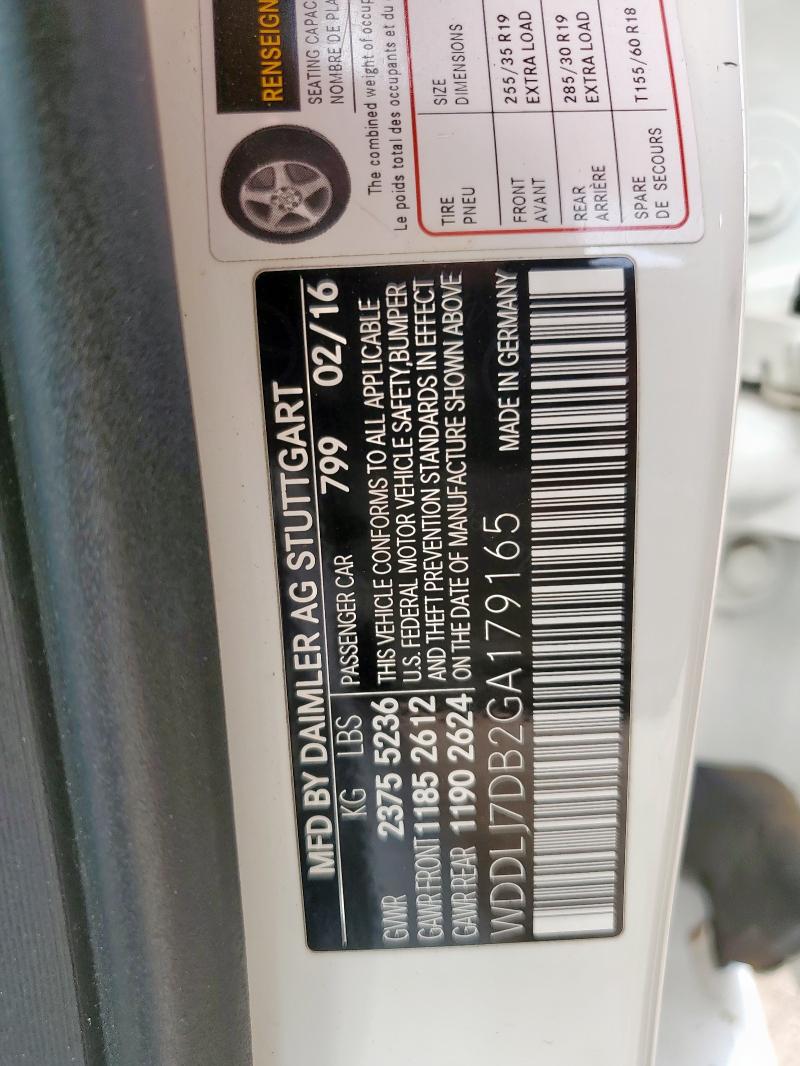 MFD BY DAIMLER AG STUTTGART
KG LBS PASSENGER CAR 799 02/16
GVWR 2375 5236 THIS VEHICLE CONFORMS TO ALL APPLICABLE
GAWR FRONT 1185 2612 U.S. FEDERAL MOTOR VEHICLE SAFETY,BUMPER
GAWR REAR 1190 2624 AND THEFT PREVENTION STANDARDS IN EFFECT
ON THE DATE OF MANUFACTURE SHOWN ABOVE
WDDLJ7DB2GA179165 MADE IN GERMANY
RENSEIGN
SEATING CAPAC
NOMBRE DE PLA
The combined weight of occup
Le poids total des occupants et du
TIRE SIZE
PNEU DIMENSIONS
FRONT 255/35 R19
AVANT EXTRA LOAD
REAR 285/30 R19
ARRIÈRE EXTRA LOAD
SPARE T155/60 R18
DE SECOURS